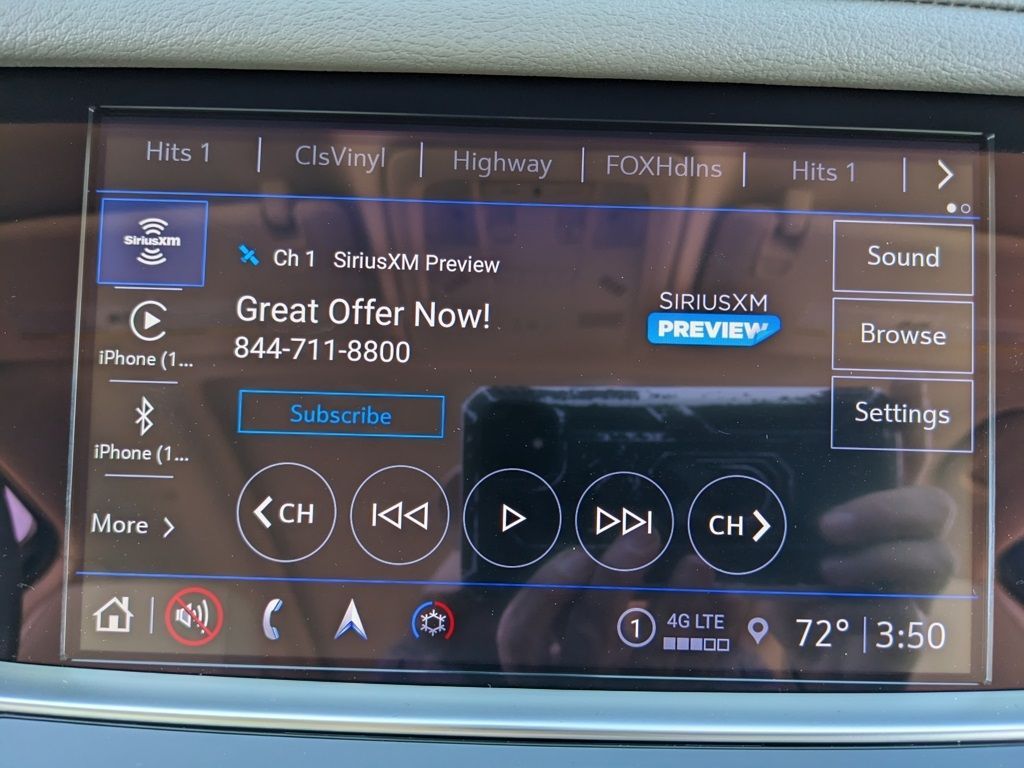 Hits 1 | ClsVinyl | Highway | FOXHdlns | Hits 1
SiriusXM
Ch 1 SiriusXM Preview
Great Offer Now!
844-711-8800
SIRIUSXM
PREVIEW
Sound
Browse
Settings
iPhone (1...
Subscribe
iPhone (1...
More
CH
CH
1
4G LTE
72° | 3:50